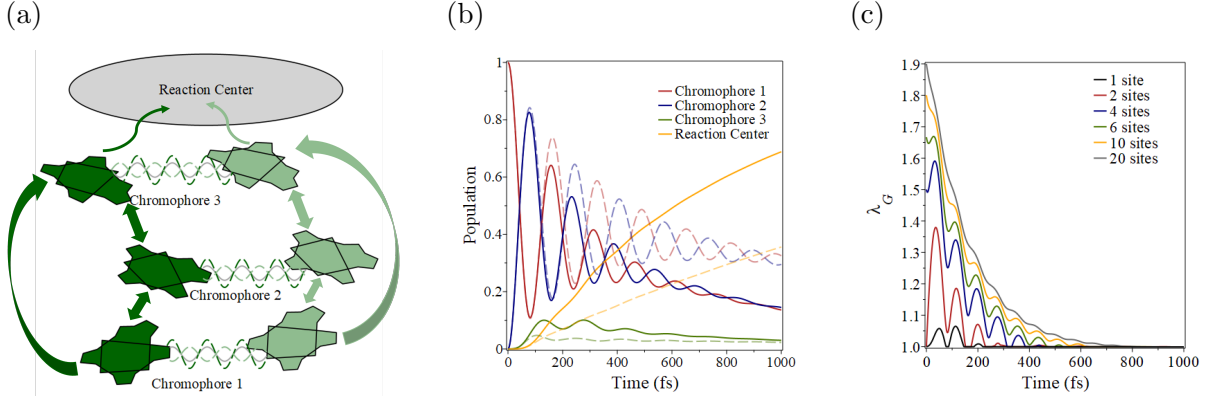 (a)
Reaction Center
Chromophore 3
Chromophore 2
Chromophore 1
(b)
Population
1
0.8
0.6
0.4
0.2
0
Chromophore 1
Chromophore 2
Chromophore 3
Reaction Center
0 200 400 600 800 1000
Time (fs)
(c)
λG
1.9
1.8
1.7
1.6
1.5
1.4
1.3
1.2
1.1
1.0
1 site
2 sites
4 sites
6 sites
10 sites
20 sites
0 200 400 600 800 1000
Time (fs)